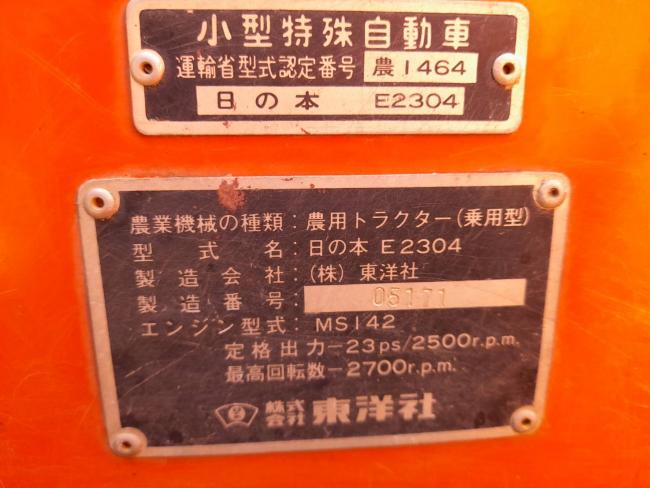 小型特殊自動車
運輸省型式認定番号 農1464
日の本 E2304
農業機械の種類：農用トラクター(乗用型)
型式名：日の本 E2304
製造会社：(株) 東洋社
製造番号：05171
エンジン型式：MS142
定格出力－23ps/2500r.p.m.
最高回転数－2700r.p.m.
株式会社 東洋社